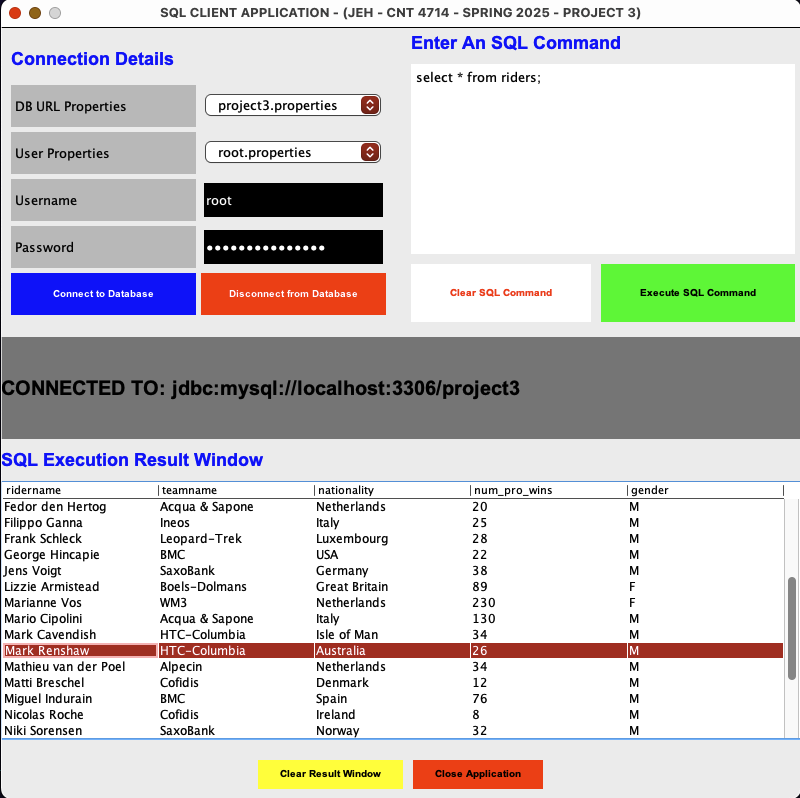 SQL CLIENT APPLICATION - (JEH - CNT 4714 - SPRING 2025 - PROJECT 3)
Connection Details
DB URL Properties project3.properties
User Properties root.properties
Username root
Password ●●●●●●●●●●●●●●●
Connect to Database Disconnect from Database
Enter An SQL Command
select * from riders;
Clear SQL Command Execute SQL Command
CONNECTED TO: jdbc:mysql://localhost:3306/project3
SQL Execution Result Window
ridername teamname nationality num_pro_wins gender
Fedor den Hertog Acqua & Sapone Netherlands 20 M
Filippo Ganna Ineos Italy 25 M
Frank Schleck Leopard-Trek Luxembourg 28 M
George Hincapie BMC USA 22 M
Jens Voigt SaxoBank Germany 38 M
Lizzie Armistead Boels-Dolmans Great Britain 89 F
Marianne Vos WM3 Netherlands 230 F
Mario Cipolini Acqua & Sapone Italy 130 M
Mark Cavendish HTC-Columbia Isle of Man 34 M
Mark Renshaw HTC-Columbia Australia 26 M
Mathieu van der Poel Alpecin Netherlands 34 M
Matti Breschel Cofidis Denmark 12 M
Miguel Indurain BMC Spain 76 M
Nicolas Roche Cofidis Ireland 8 M
Niki Sorensen SaxoBank Norway 32 M
Clear Result Window Close Application